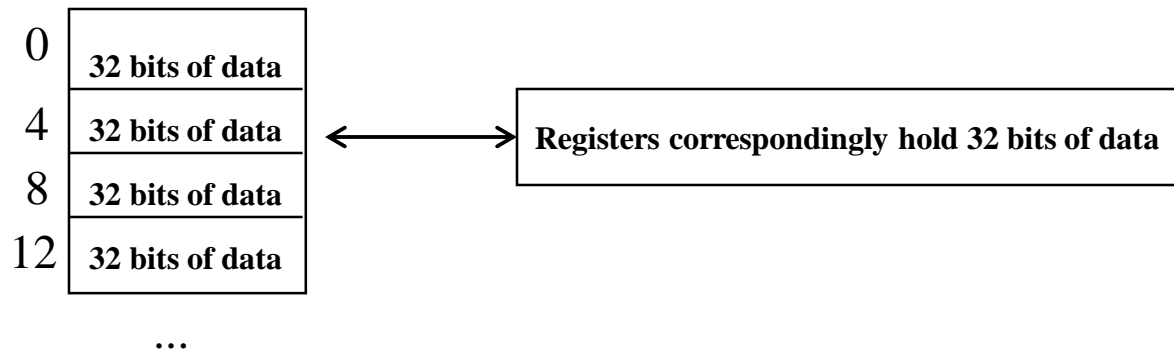 0 32 bits of data
4 32 bits of data
Registers correspondingly hold 32 bits of data
8 32 bits of data
12 32 bits of data
...